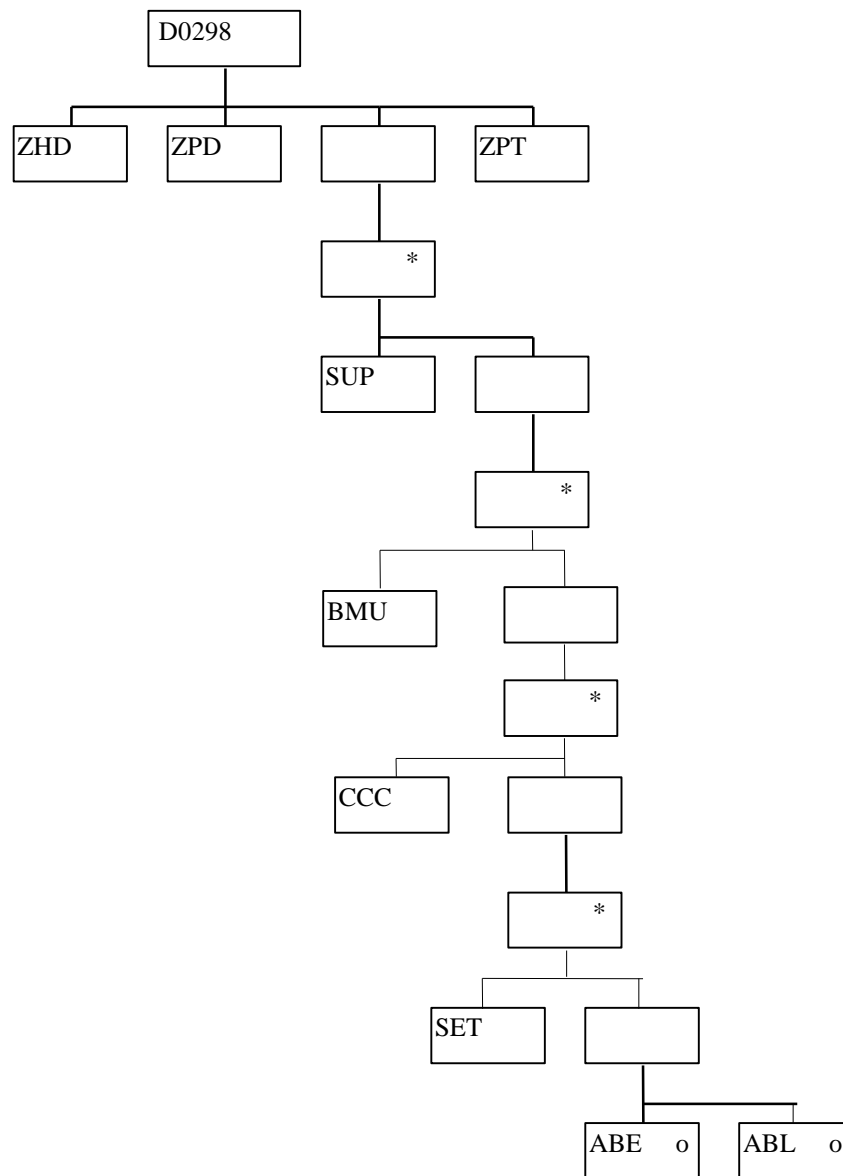 D0298
ZHD ZPD ZPT
*
SUP
*
BMU
*
CCC
*
SET
ABE o ABL o